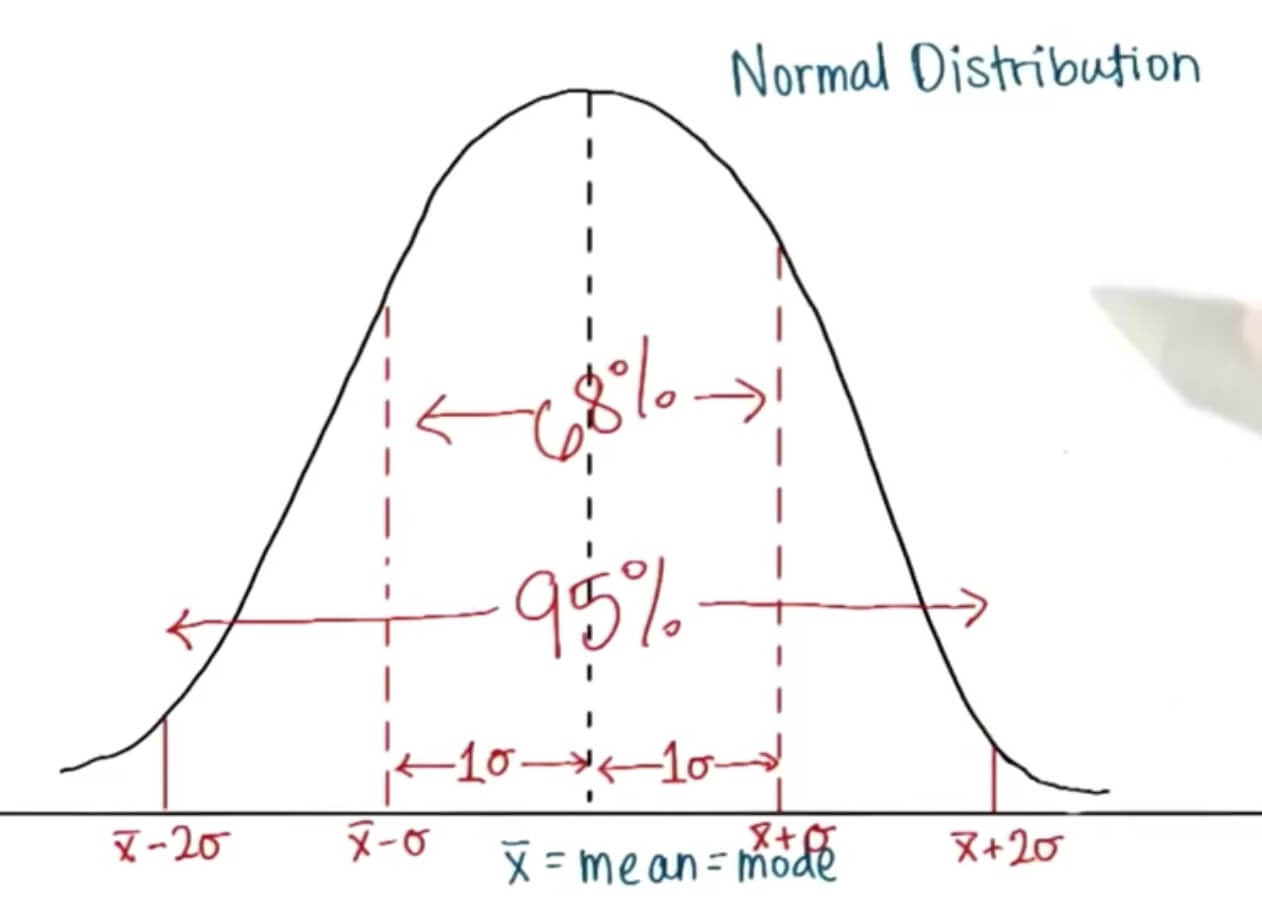 Normal Distribution
68%
95%
1σ 1σ
x̄-2σ x̄-σ x̄+σ x̄+2σ
x̄ = mean = mode